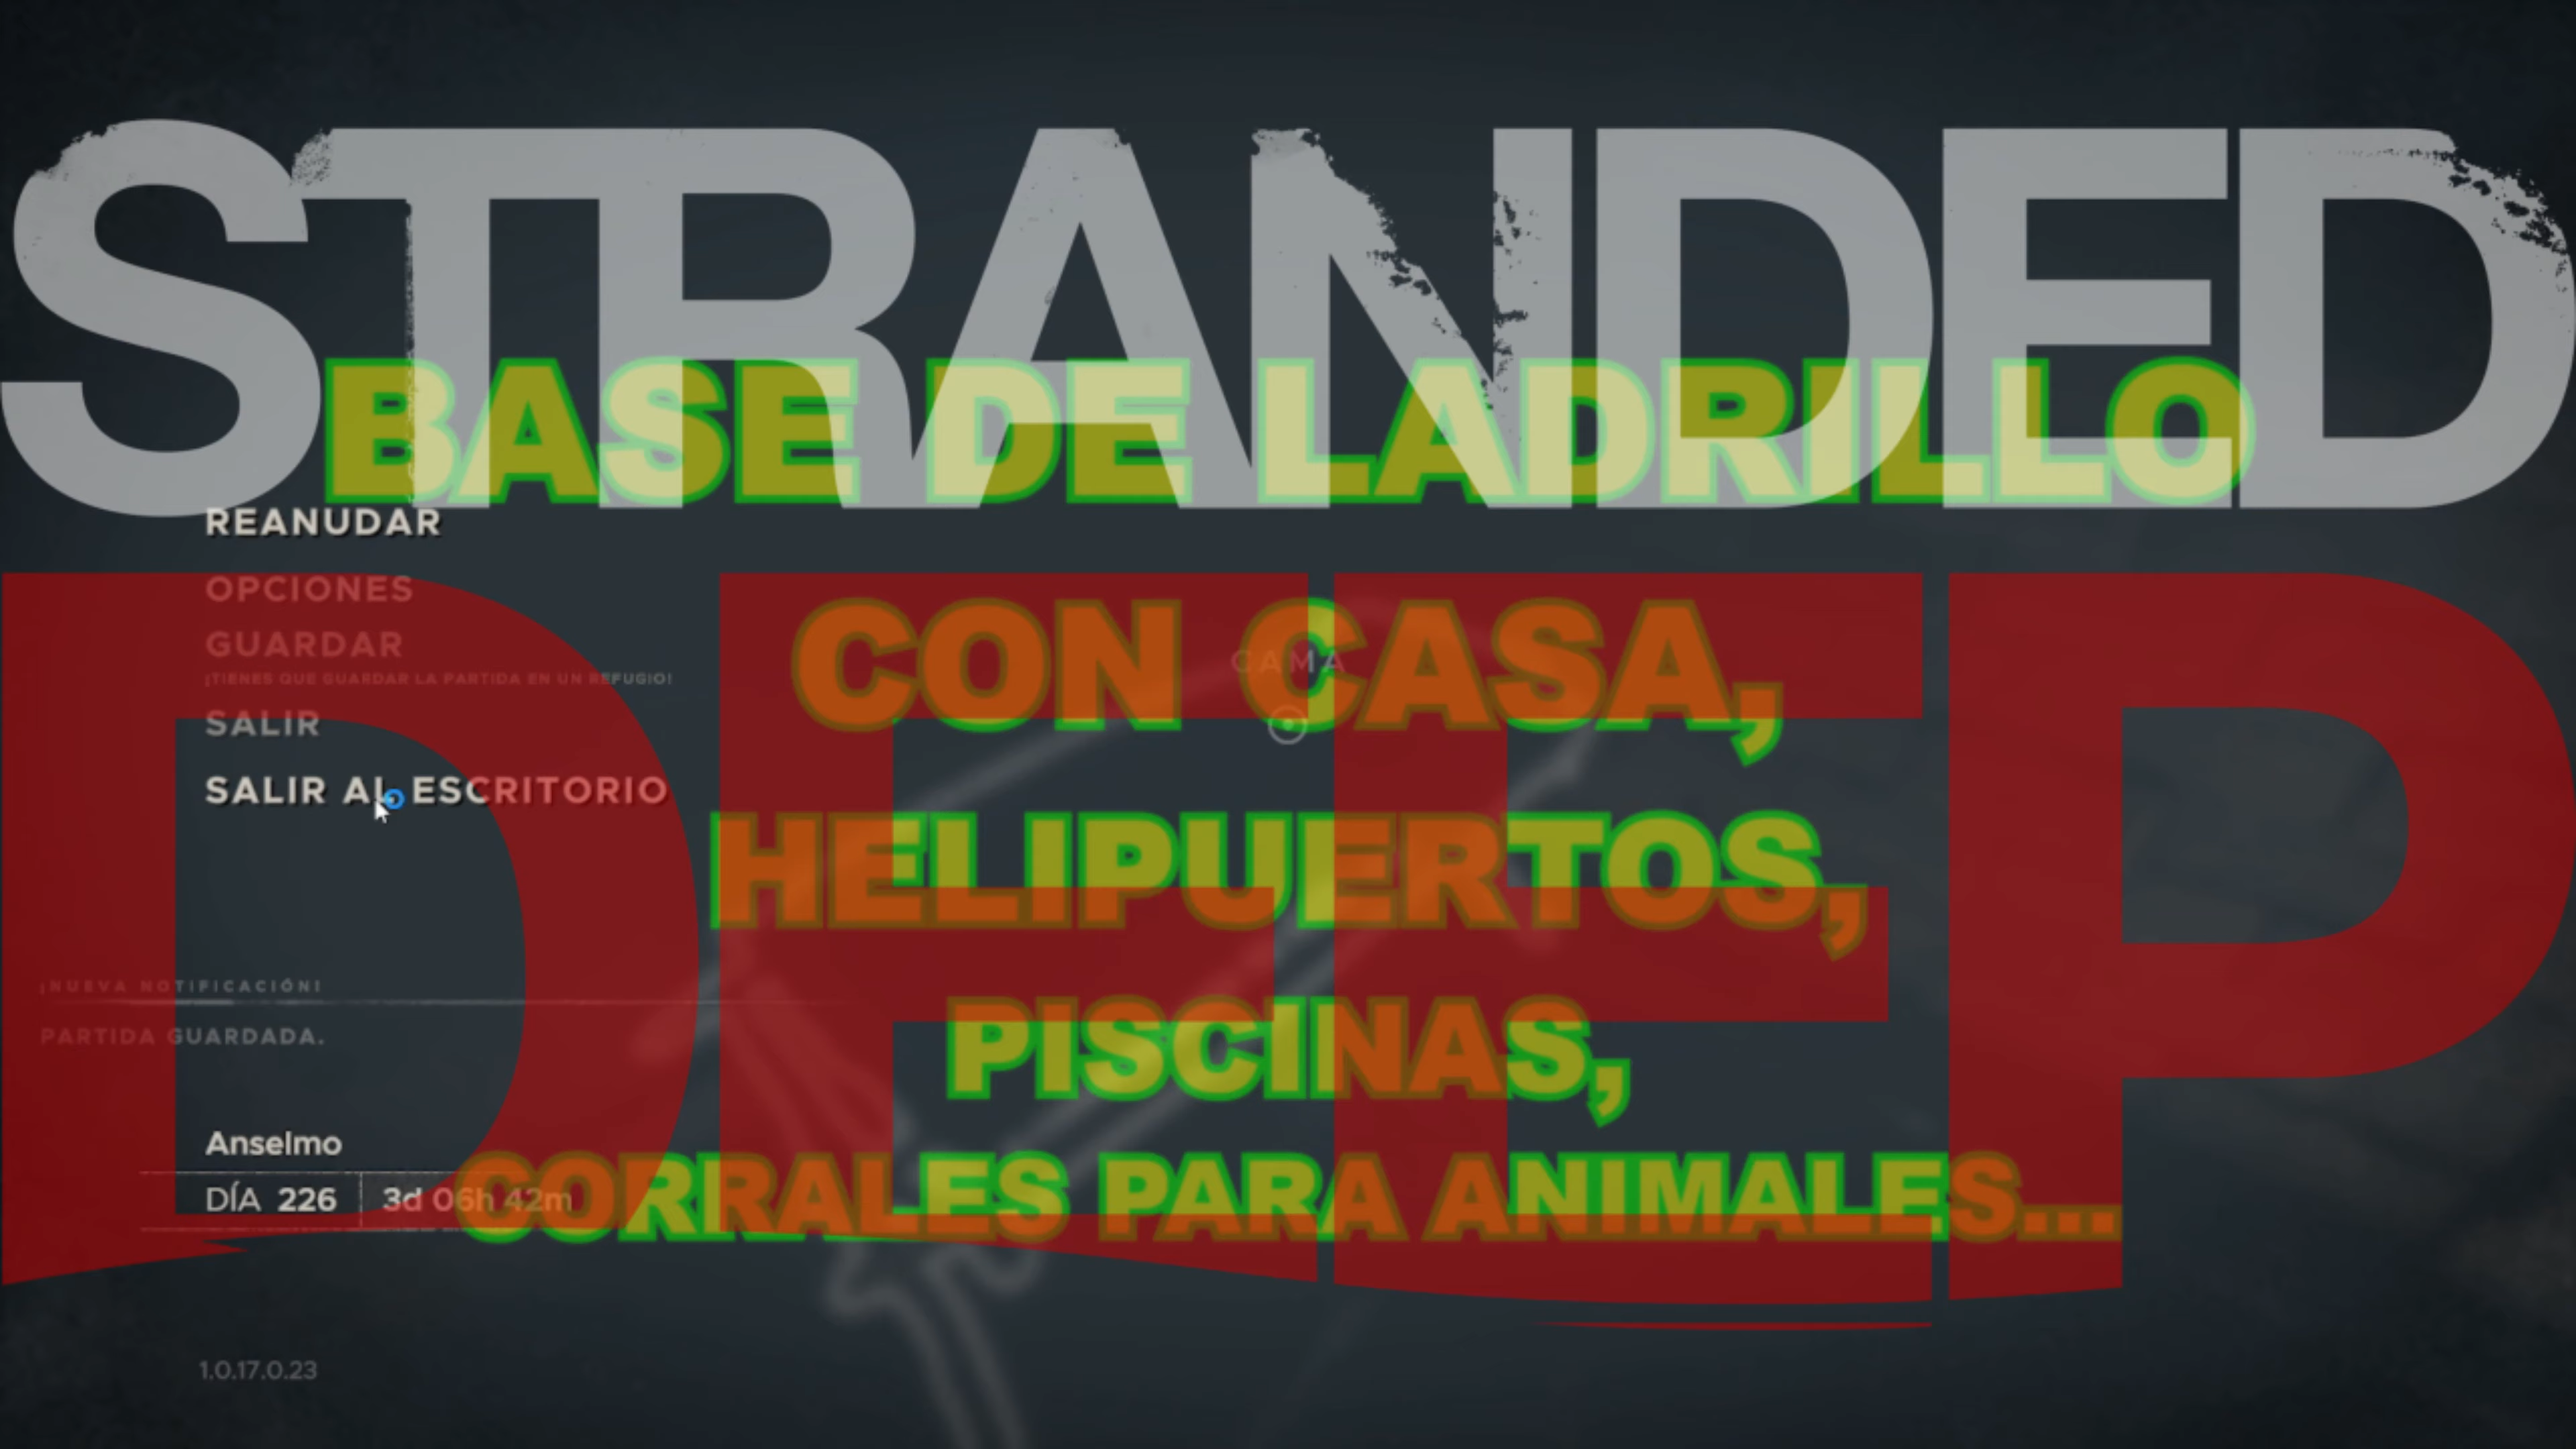 STRANDED
BASE DE LADRILLO
REANUDAR
DEEP
OPCIONES
CON CASA,
GUARDAR
CAMA
¡TIENES QUE GUARDAR LA PARTIDA EN UN REFUGIO!
SALIR
SALIR AL ESCRITORIO
HELIPUERTOS,
¡NUEVA NOTIFICACIÓN!
PARTIDA GUARDADA.
PISCINAS,
Anselmo
DÍA 226 3d 06h 42m
CORRALES PARA ANIMALES...
1.0.17.0.23